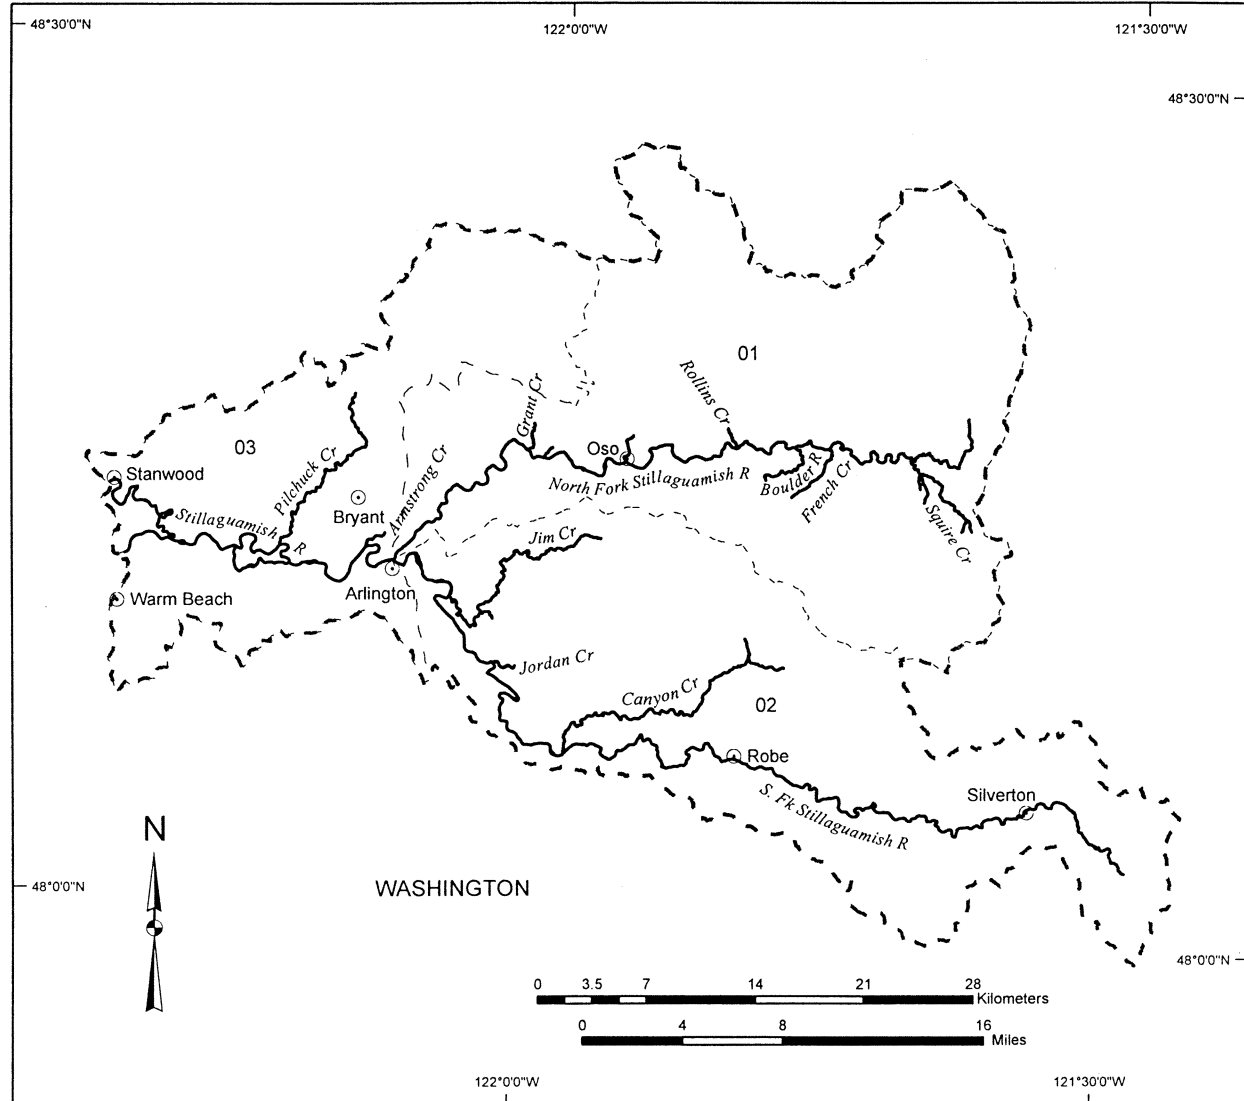 48°30'0"N
122°0'0"W
121°30'0"W
48°30'0"N
01
Rollins Cr
Grant Cr
03
Oso
Stanwood
Pilchuck Cr
Armstrong Cr
North Fork Stillaguamish R
Boulder R
French Cr
Bryant
Stillaguamish R
Squire Cr
Jim Cr
Arlington
Warm Beach
Jordan Cr
Canyon Cr
02
Robe
Silverton
S. Fk Stillaguamish R
N
48°0'0"N
WASHINGTON
48°0'0"N
0 3.5 7 14 21 28
Kilometers
0 4 8 16
Miles
122°0'0"W
121°30'0"W